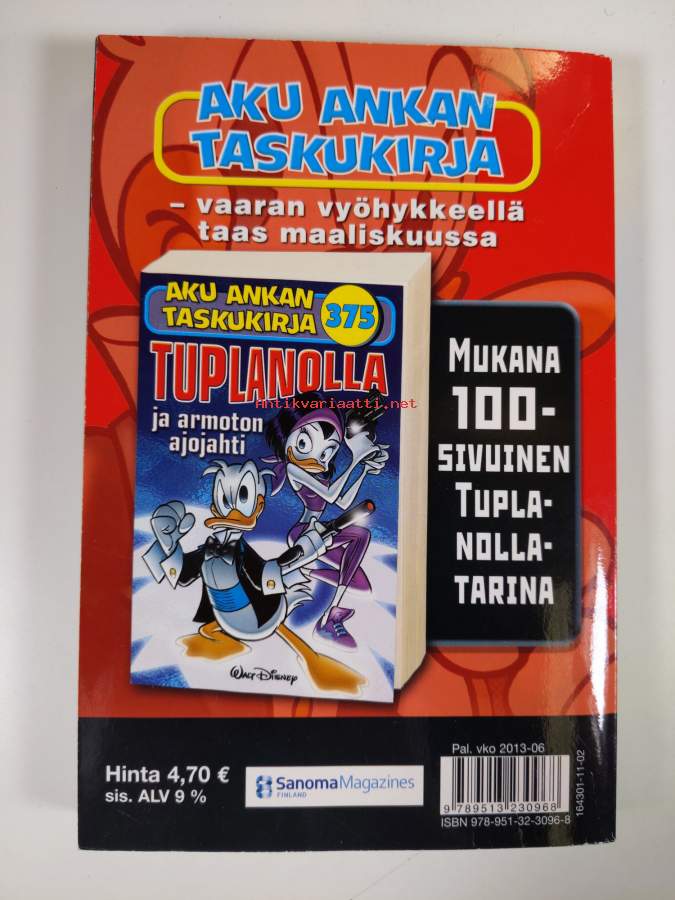 AKU ANKAN
TASKUKIRJA
– vaaran vyöhykkeellä
taas maaliskuussa
AKU ANKAN
TASKUKIRJA
375
TUPLANOLLA
Antikvariaatti.net
ja armoton
ajojahti
WALT DISNEY
MUKANA
100-
SIVUINEN
TUPLA-
NOLLA-
TARINA
Hinta 4,70 €
sis. ALV 9 %
SanomaMagazines
FINLAND
Pal. vko 2013-06
9 789513 230968
ISBN 978-951-32-3096-8
164301-11-02